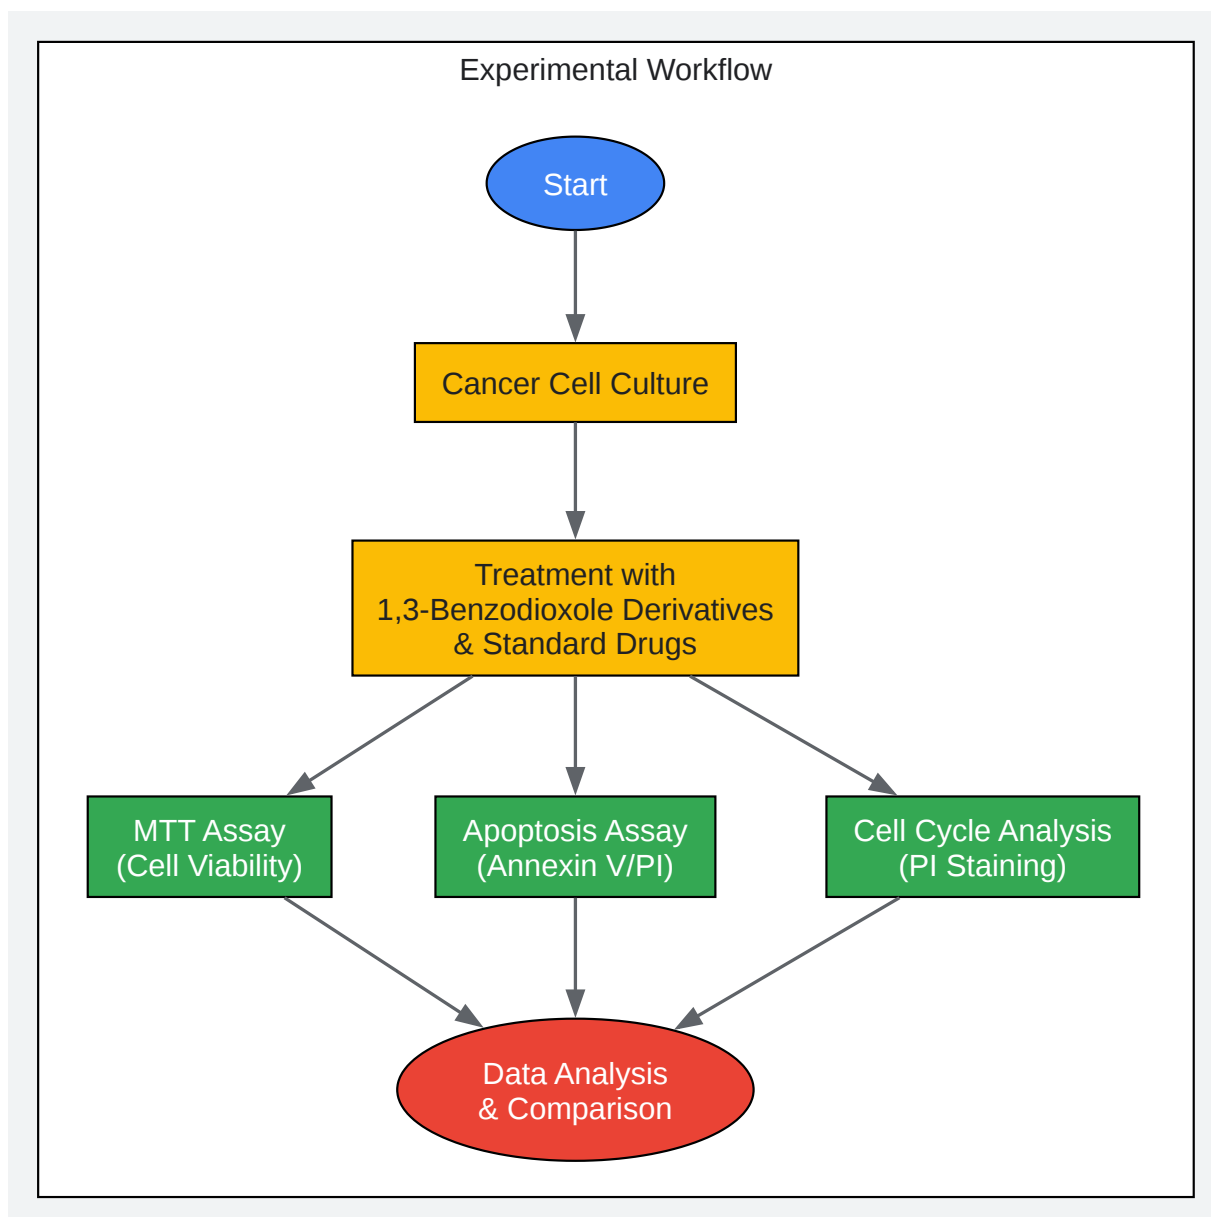 Experimental Workflow
Start
Cancer Cell Culture
Treatment with
1,3-Benzodioxole Derivatives
& Standard Drugs
MTT Assay
(Cell Viability)
Apoptosis Assay
(Annexin V/PI)
Cell Cycle Analysis
(PI Staining)
Data Analysis
& Comparison